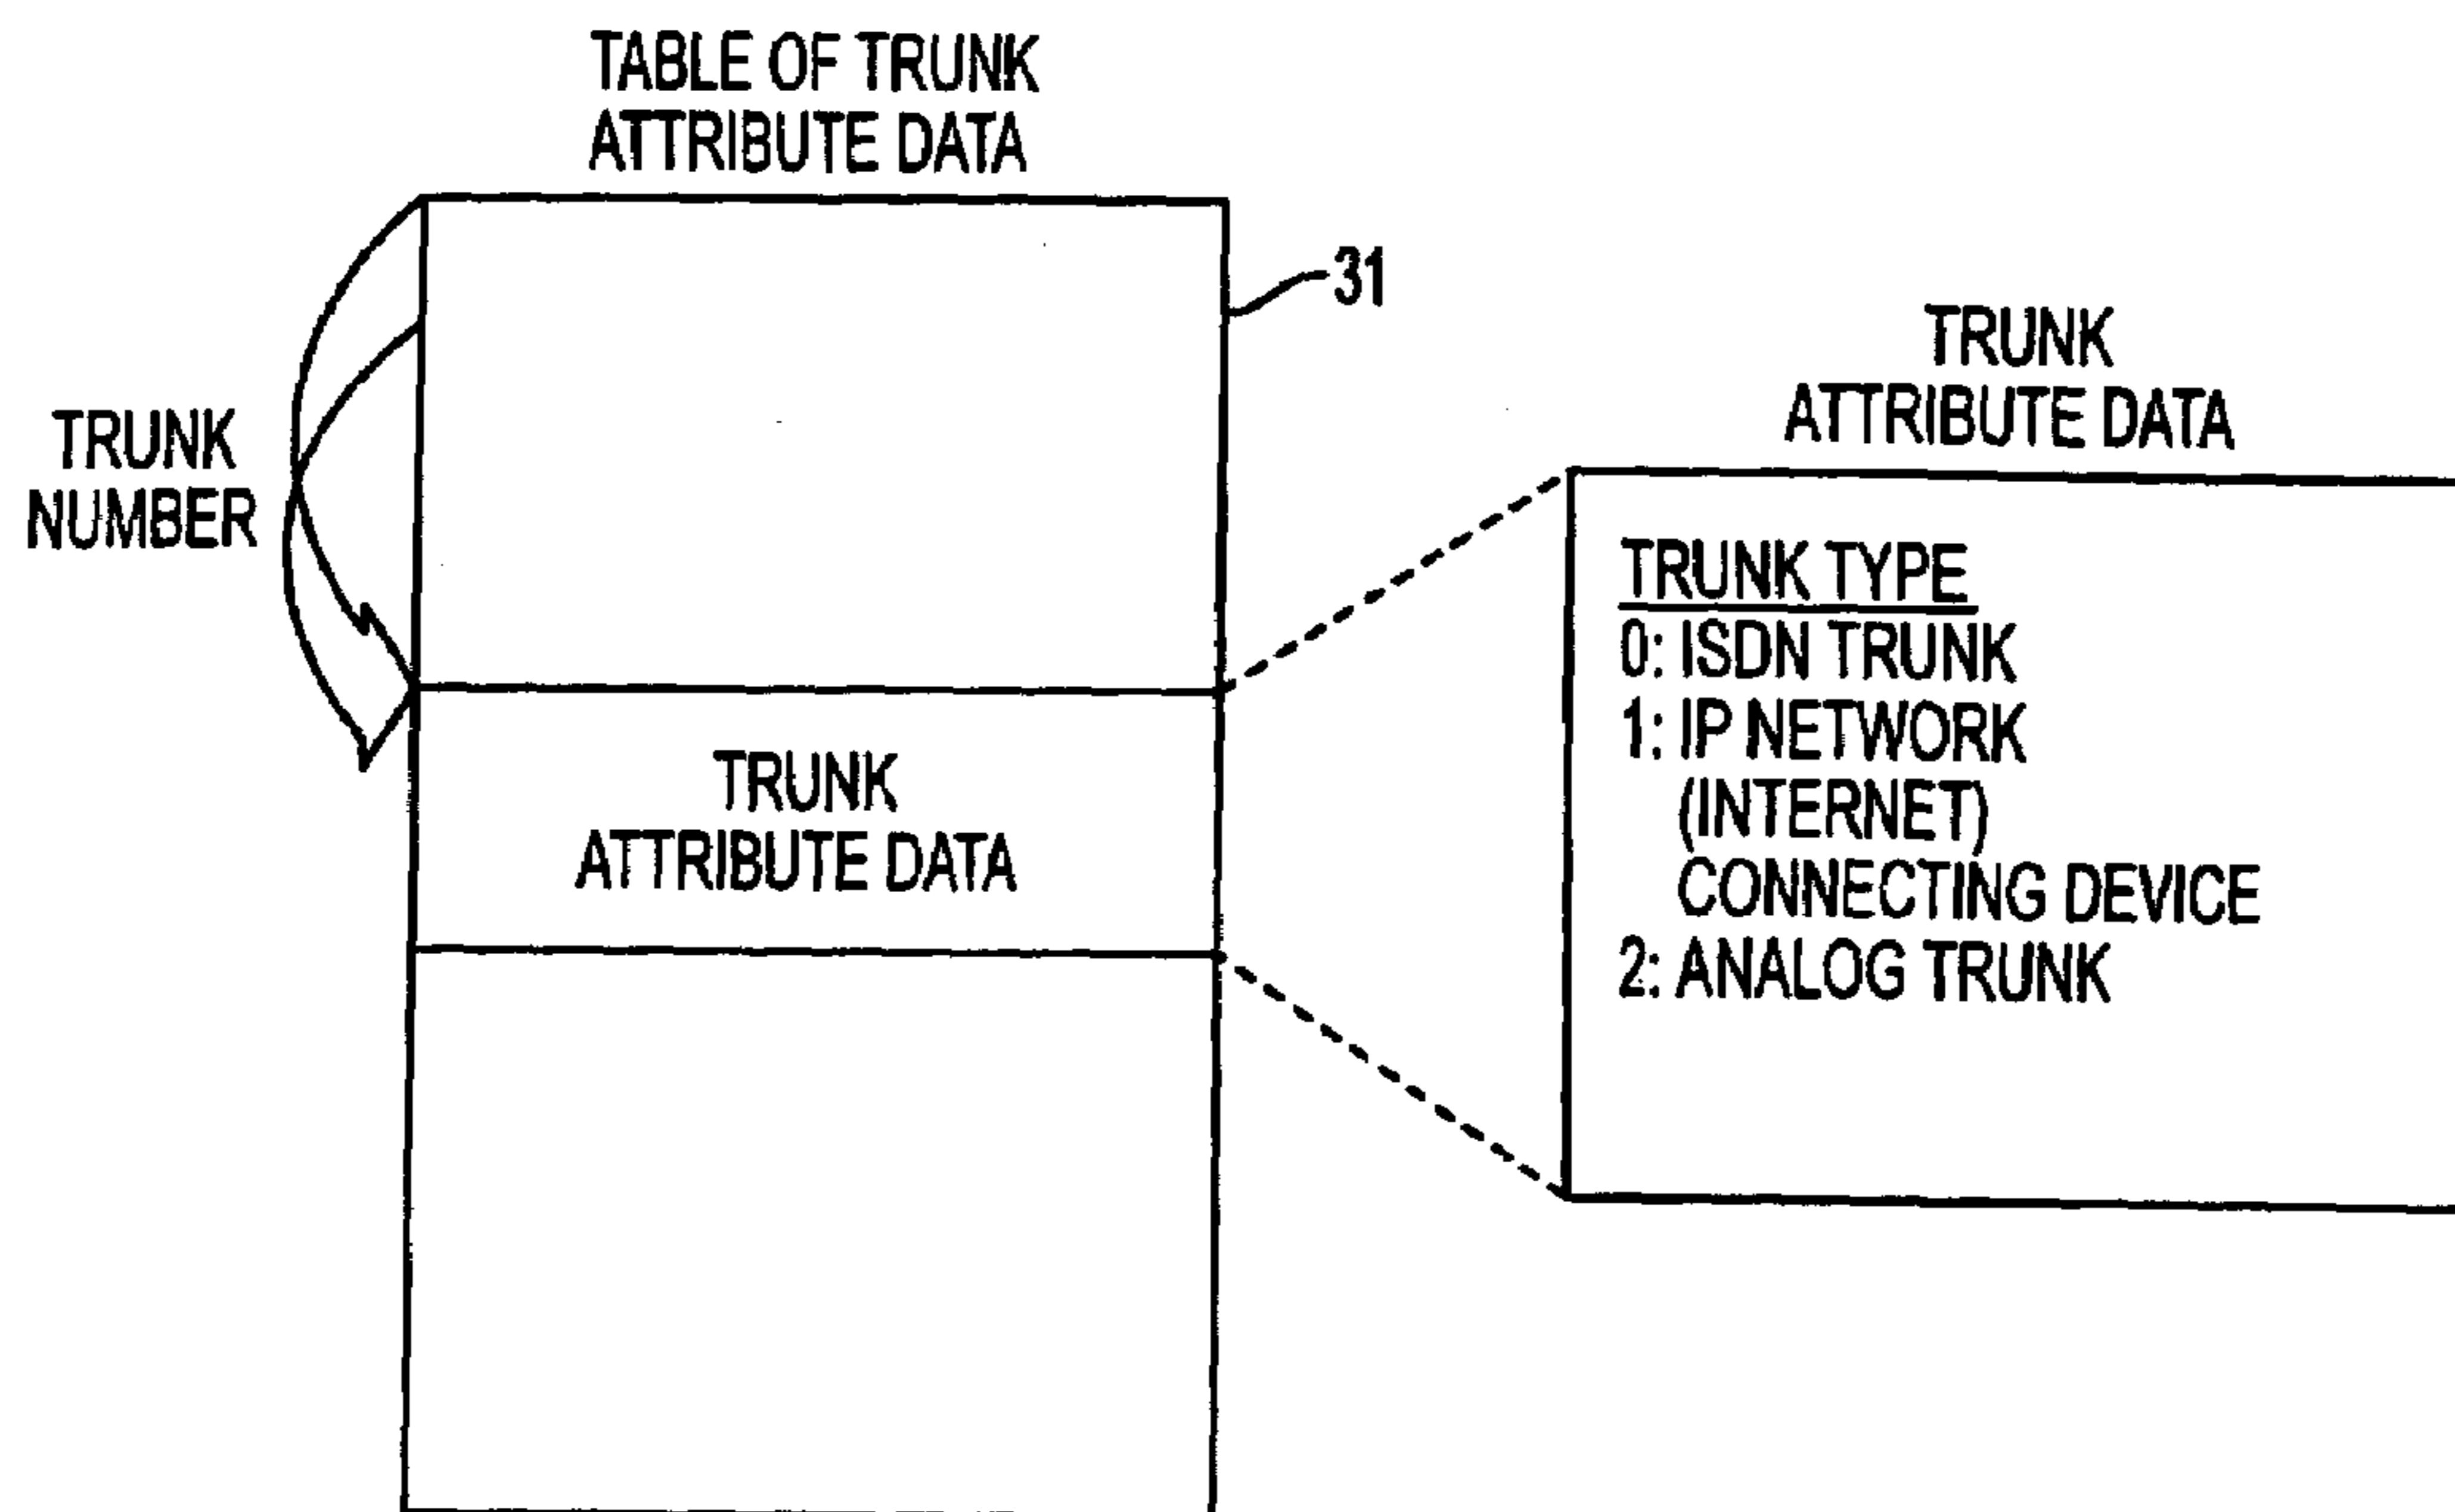 TABLE OF TRUNK
ATTRIBUTE DATA
31
TRUNK
NUMBER
TRUNK
ATTRIBUTE DATA
TRUNK
ATTRIBUTE DATA
TRUNK TYPE
0: ISDN TRUNK
1: IP NETWORK
(INTERNET)
CONNECTING DEVICE
2: ANALOG TRUNK